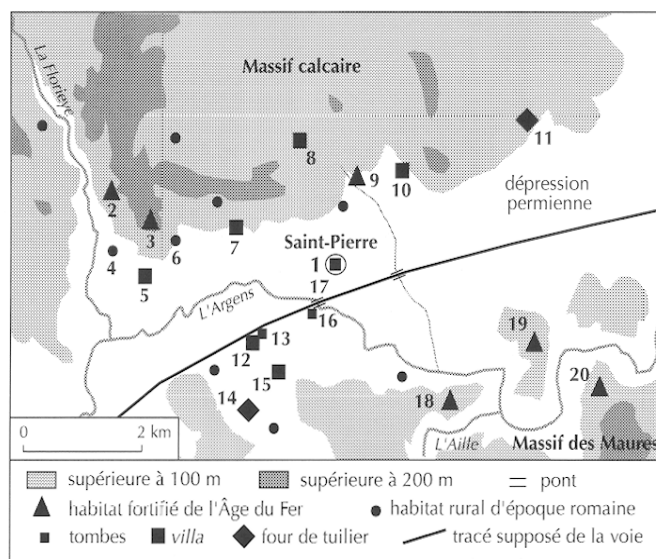 La Florieye
Massif calcaire
11
8
9
10
dépression
permienne
2
3
7
4
6
Saint-Pierre
1
5
17
L'Argens
16
13
12
19
15
20
14
18
L'Aille
Massif des Maures
0 2 km
supérieure à 100 m supérieure à 200 m pont
habitat fortifié de l'Âge du Fer habitat rural d'époque romaine
tombes villa four de tuilier tracé supposé de la voie